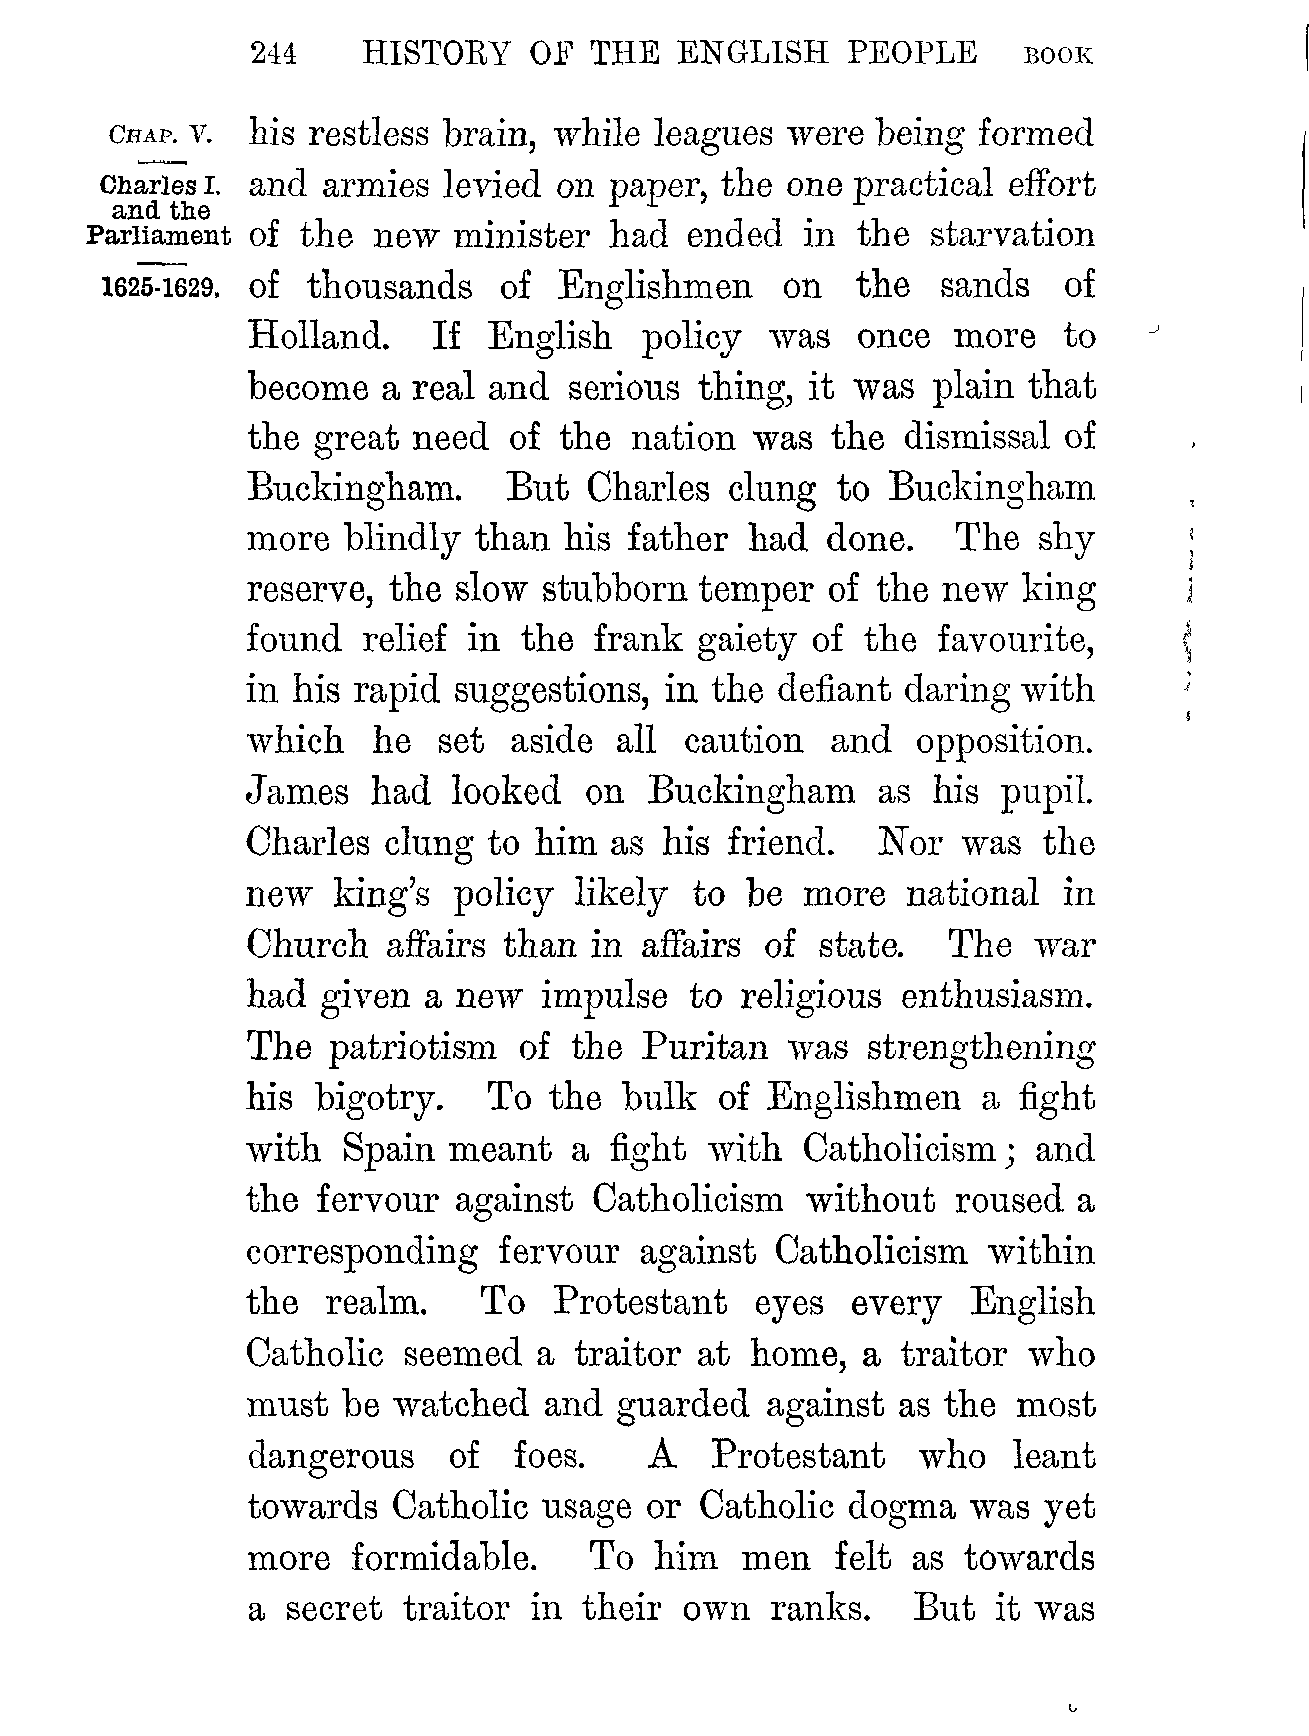 244 HISTORY OF THE ENGLISH PEOPLE BOOK
CHAP. V.
Charles I.
and the
Parliament
1625-1629.
his restless brain, while leagues were being formed
and armies levied on paper, the one practical effort
of the new minister had ended in the starvation
of thousands of Englishmen on the sands of
Holland. If English policy was once more to
become a real and serious thing, it was plain that
the great need of the nation was the dismissal of
Buckingham. But Charles clung to Buckingham
more blindly than his father had done. The shy
reserve, the slow stubborn temper of the new king
found relief in the frank gaiety of the favourite,
in his rapid suggestions, in the defiant daring with
which he set aside all caution and opposition.
James had looked on Buckingham as his pupil.
Charles clung to him as his friend. Nor was the
new king's policy likely to be more national in
Church affairs than in affairs of state. The war
had given a new impulse to religious enthusiasm.
The patriotism of the Puritan was strengthening
his bigotry. To the bulk of Englishmen a fight
with Spain meant a fight with Catholicism; and
the fervour against Catholicism without roused a
corresponding fervour against Catholicism within
the realm. To Protestant eyes every English
Catholic seemed a traitor at home, a traitor who
must be watched and guarded against as the most
dangerous of foes. A Protestant who leant
towards Catholic usage or Catholic dogma was yet
more formidable. To him men felt as towards
a secret traitor in their own ranks. But it was